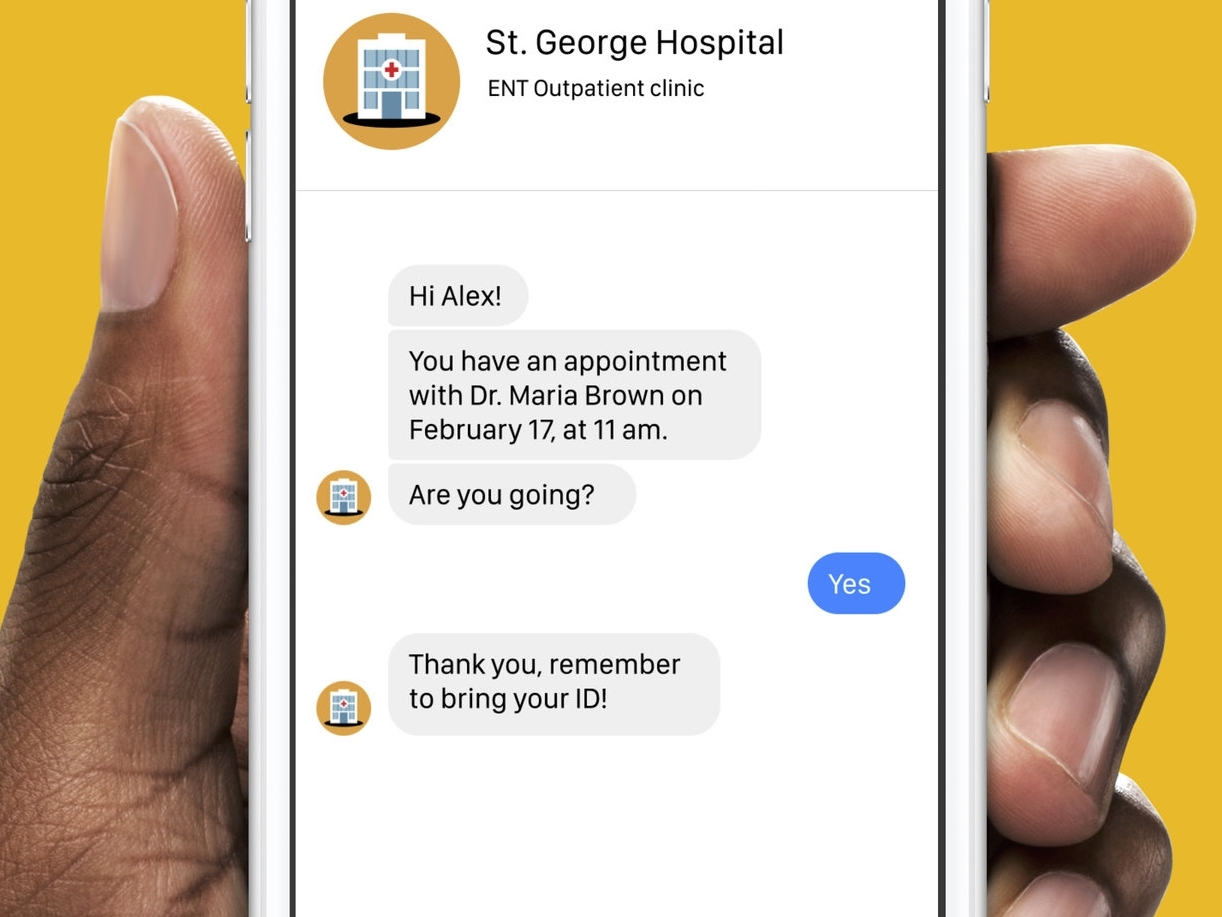 St. George Hospital
ENT Outpatient clinic
Hi Alex!
You have an appointment
with Dr. Maria Brown on
February 17, at 11 am.
Are you going?
Yes
Thank you, remember
to bring your ID!